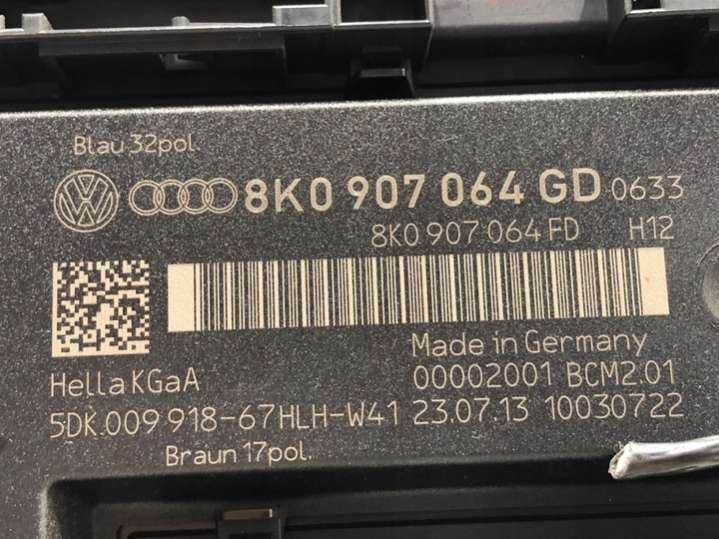 Blau 32pol.
8K0 907 064 GD 0633
8K0 907 064 FD H12
Made in Germany
Hella KGaA 00002001 BCM2.01
5DK.009 918-67HLH-W41 23.07.13 10030722
Braun 17pol.